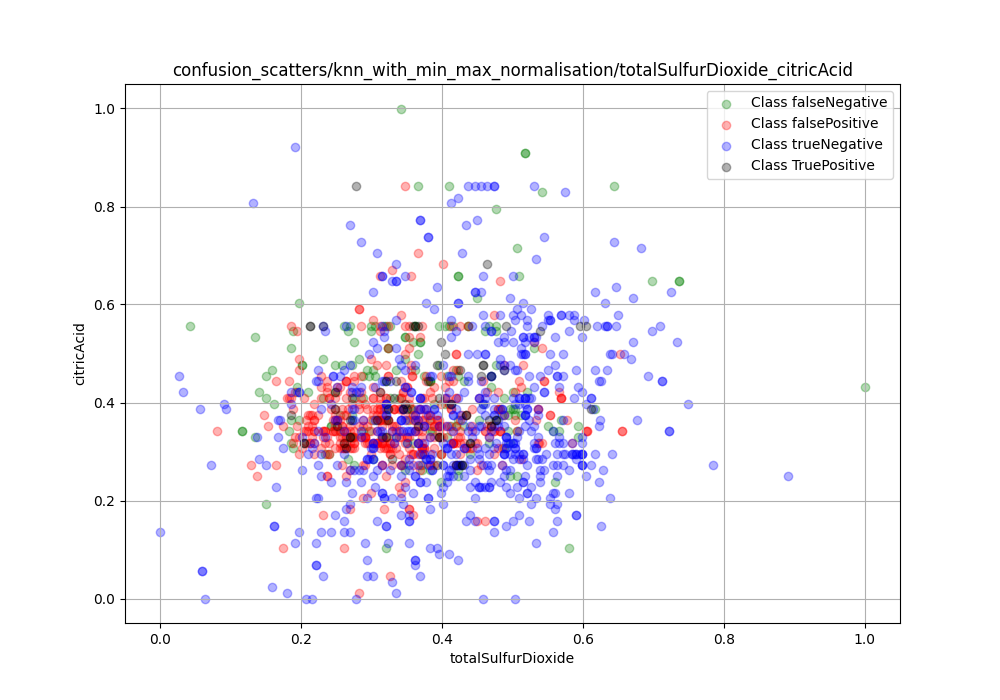 confusion_scatters/knn_with_min_max_normalisation/totalSulfurDioxide_citricAcid
Class falseNegative
Class falsePositive
Class trueNegative
Class TruePositive
1.0
0.8
0.6
0.4
0.2
0.0
citricAcid
0.0 0.2 0.4 0.6 0.8 1.0
totalSulfurDioxide